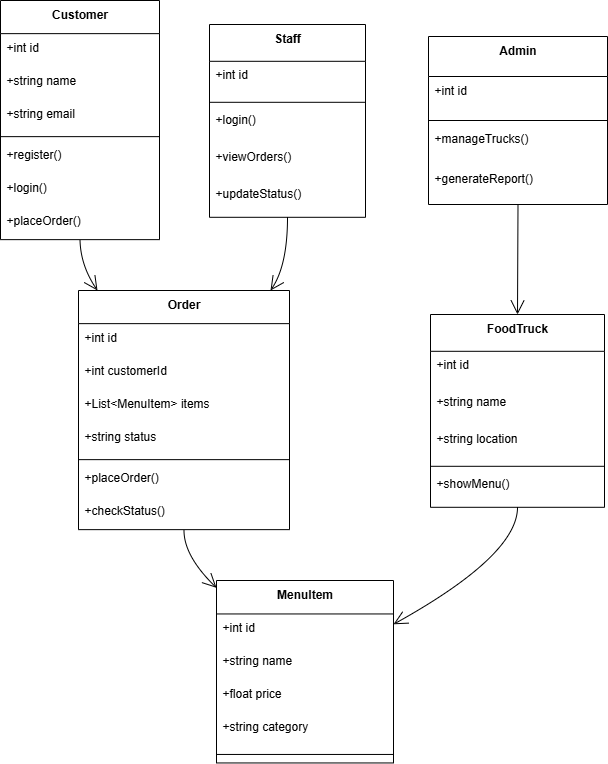 Customer
+int id
+string name
+string email
+register()
+login()
+placeOrder()
Staff
+int id
+login()
+viewOrders()
+updateStatus()
Admin
+int id
+manageTrucks()
+generateReport()
Order
+int id
+int customerId
+List<MenuItem> items
+string status
+placeOrder()
+checkStatus()
FoodTruck
+int id
+string name
+string location
+showMenu()
MenuItem
+int id
+string name
+float price
+string category